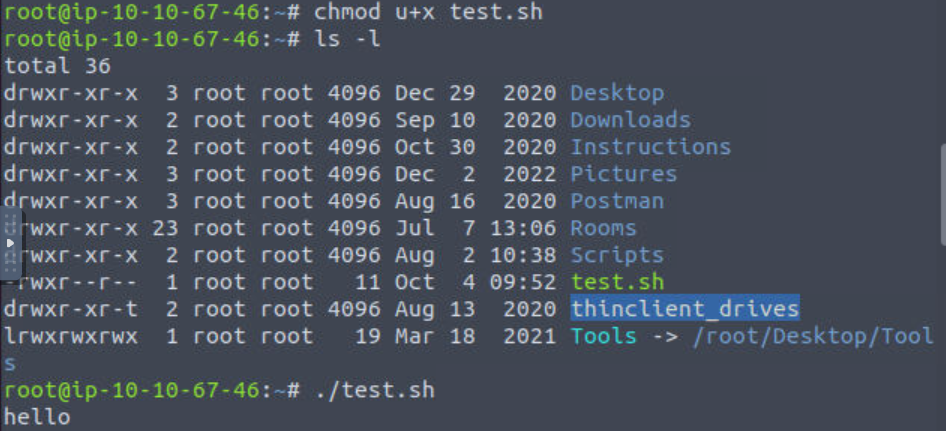 root@ip-10-10-67-46:~# chmod u+x test.sh
root@ip-10-10-67-46:~# ls -l
total 36
drwxr-xr-x  3 root root 4096 Dec 29  2020 Desktop
drwxr-xr-x  2 root root 4096 Sep 10  2020 Downloads
drwxr-xr-x  2 root root 4096 Oct 30  2020 Instructions
drwxr-xr-x  3 root root 4096 Dec  2  2022 Pictures
drwxr-xr-x  3 root root 4096 Aug 16  2020 Postman
drwxr-xr-x 23 root root 4096 Jul  7 13:06 Rooms
drwxr-xr-x  2 root root 4096 Aug  2 10:38 Scripts
-rwxr--r--  1 root root   11 Oct  4 09:52 test.sh
drwxr-xr-t  2 root root 4096 Aug 13  2020 thinclient_drives
lrwxrwxrwx  1 root root   19 Mar 18  2021 Tools -> /root/Desktop/Tool
s
root@ip-10-10-67-46:~# ./test.sh
hello